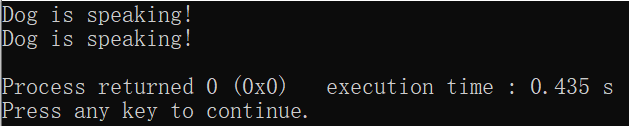 Dog is speaking!
Dog is speaking!
Process returned 0 (0x0)   execution time : 0.435 s
Press any key to continue.